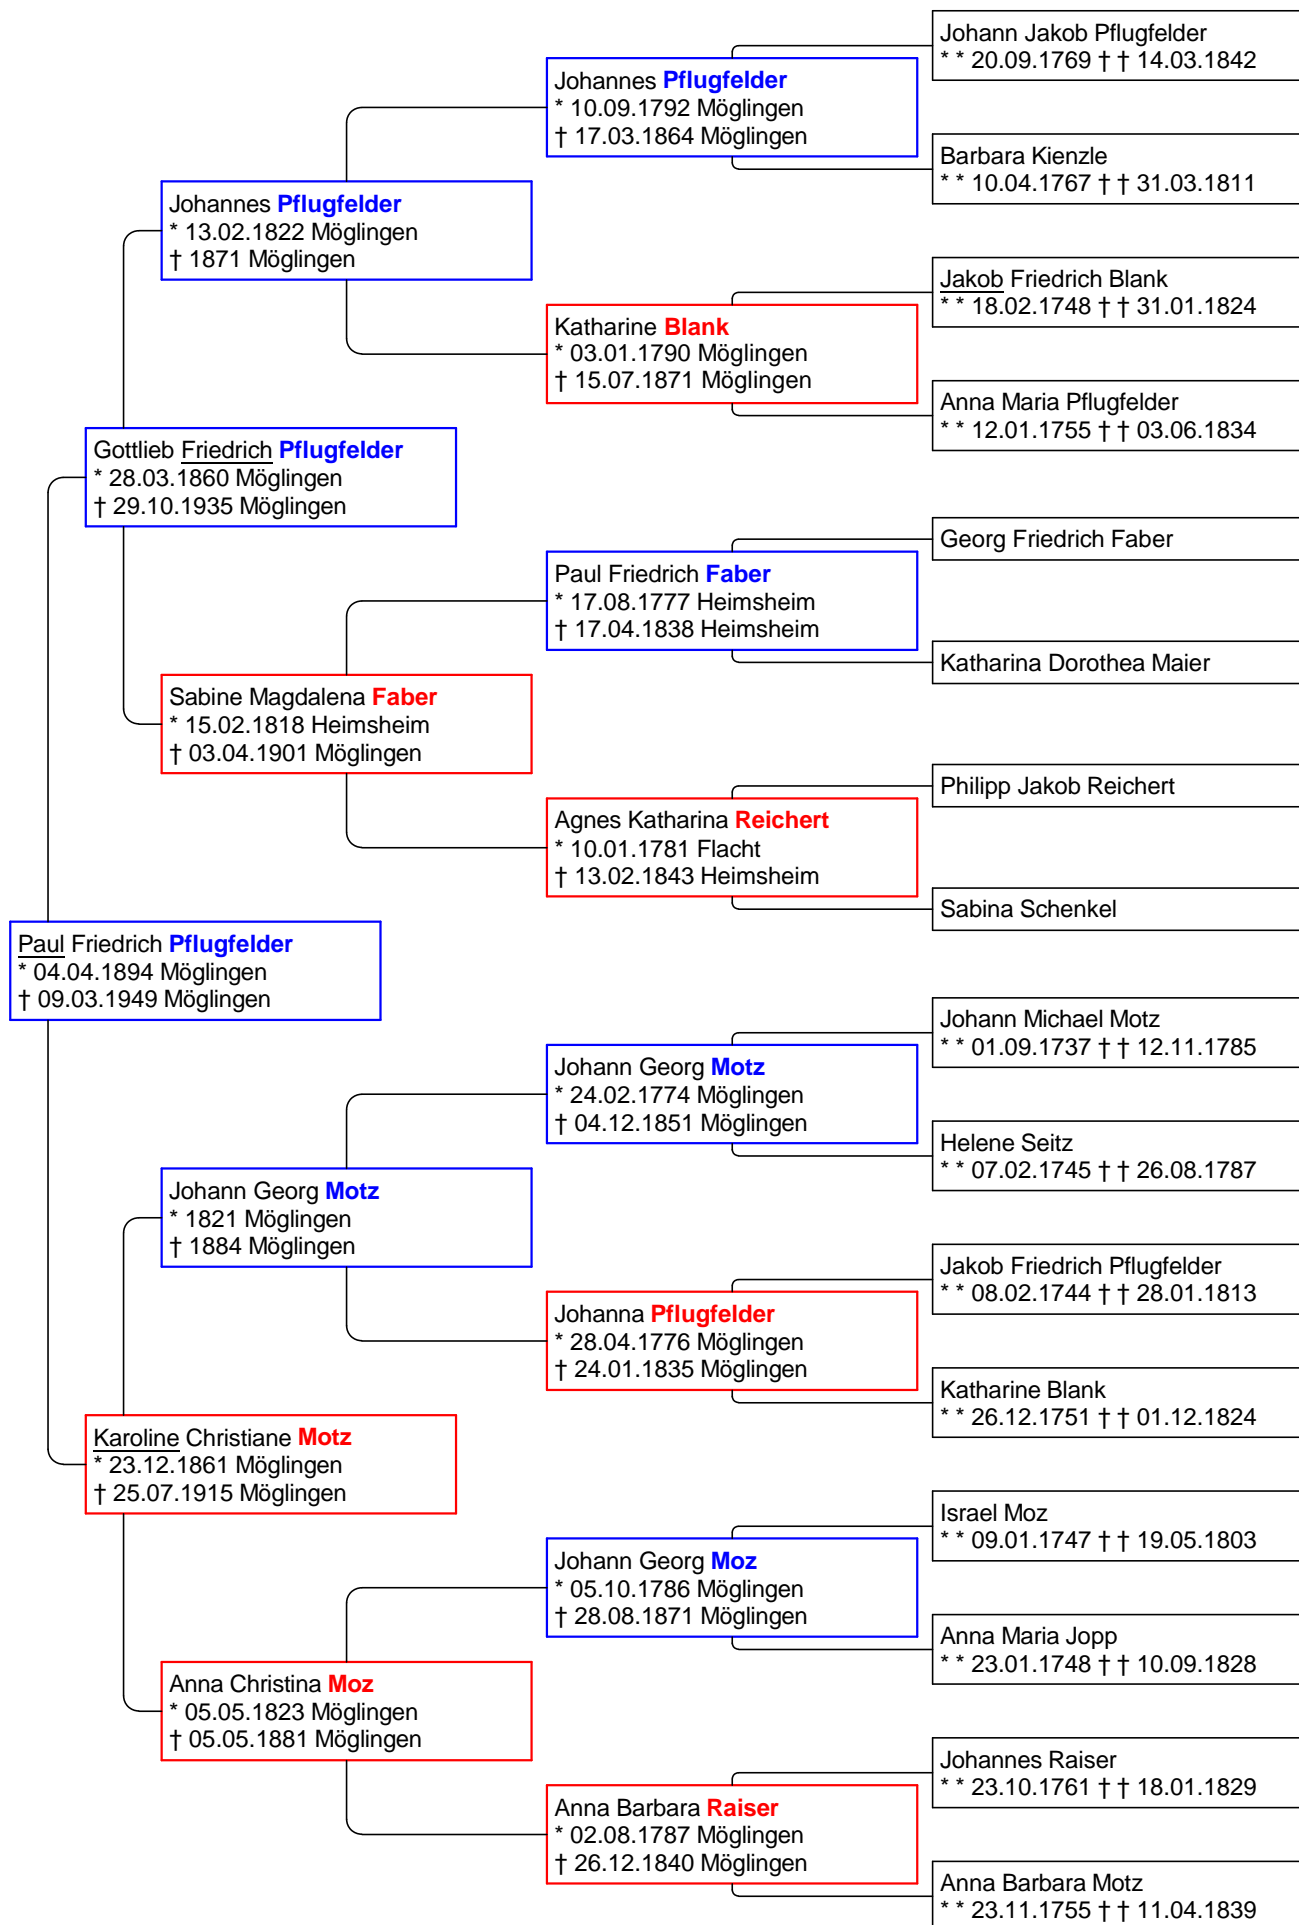 Johann Jakob Pflugfelder
* * 20.09.1769 † † 14.03.1842
Johannes Pflugfelder
* 10.09.1792 Möglingen
† 17.03.1864 Möglingen
Barbara Kienzle
* * 10.04.1767 † † 31.03.1811
Johannes Pflugfelder
* 13.02.1822 Möglingen
† 1871 Möglingen
Jakob Friedrich Blank
* * 18.02.1748 † † 31.01.1824
Katharine Blank
* 03.01.1790 Möglingen
† 15.07.1871 Möglingen
Anna Maria Pflugfelder
* * 12.01.1755 † † 03.06.1834
Gottlieb Friedrich Pflugfelder
* 28.03.1860 Möglingen
† 29.10.1935 Möglingen
Georg Friedrich Faber
Paul Friedrich Faber
* 17.08.1777 Heimsheim
† 17.04.1838 Heimsheim
Katharina Dorothea Maier
Sabine Magdalena Faber
* 15.02.1818 Heimsheim
† 03.04.1901 Möglingen
Philipp Jakob Reichert
Agnes Katharina Reichert
* 10.01.1781 Flacht
† 13.02.1843 Heimsheim
Sabina Schenkel
Paul Friedrich Pflugfelder
* 04.04.1894 Möglingen
† 09.03.1949 Möglingen
Johann Michael Motz
* * 01.09.1737 † † 12.11.1785
Johann Georg Motz
* 24.02.1774 Möglingen
† 04.12.1851 Möglingen
Helene Seitz
* * 07.02.1745 † † 26.08.1787
Johann Georg Motz
* 1821 Möglingen
† 1884 Möglingen
Jakob Friedrich Pflugfelder
* * 08.02.1744 † † 28.01.1813
Johanna Pflugfelder
* 28.04.1776 Möglingen
† 24.01.1835 Möglingen
Katharine Blank
* * 26.12.1751 † † 01.12.1824
Karoline Christiane Motz
* 23.12.1861 Möglingen
† 25.07.1915 Möglingen
Israel Moz
* * 09.01.1747 † † 19.05.1803
Johann Georg Moz
* 05.10.1786 Möglingen
† 28.08.1871 Möglingen
Anna Maria Jopp
* * 23.01.1748 † † 10.09.1828
Anna Christina Moz
* 05.05.1823 Möglingen
† 05.05.1881 Möglingen
Johannes Raiser
* * 23.10.1761 † † 18.01.1829
Anna Barbara Raiser
* 02.08.1787 Möglingen
† 26.12.1840 Möglingen
Anna Barbara Motz
* * 23.11.1755 † † 11.04.1839